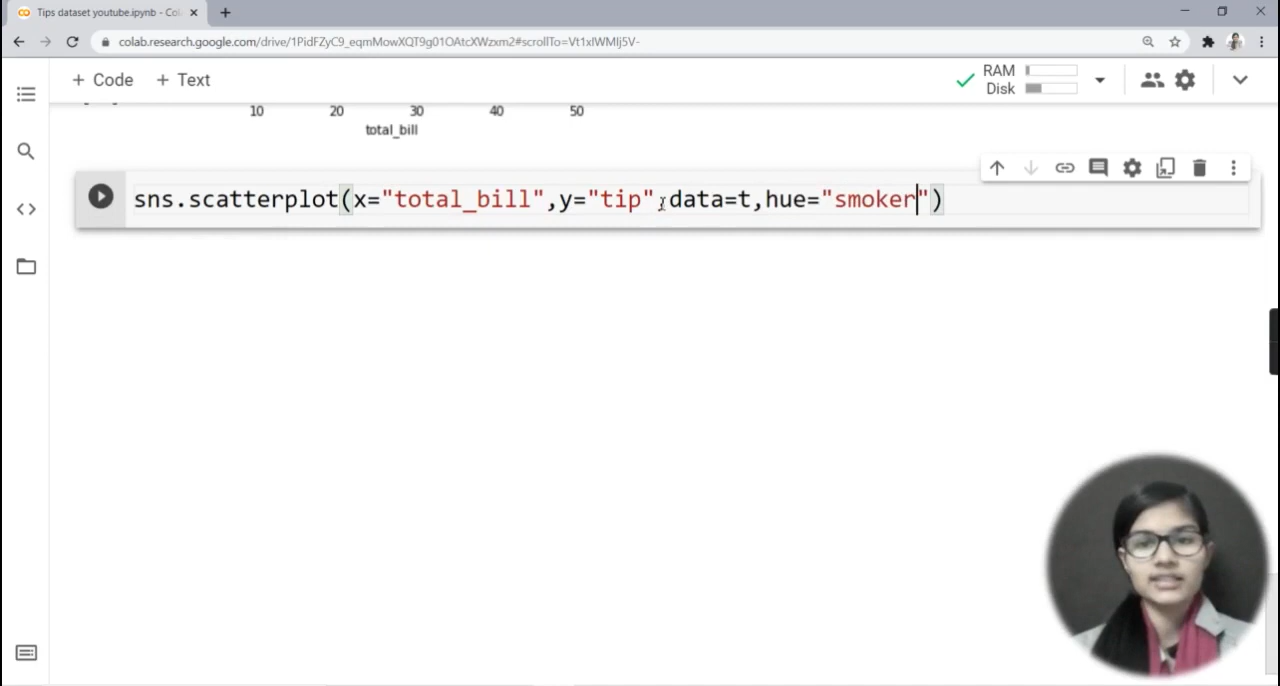 Tips dataset youtube.ipynb - Col
colab.research.google.com/drive/1PidFZyC9_eqmMowXQT9g01OAtcXWzxm2#scrollTo=Vt1xIWMIj5V-
+ Code + Text
RAM
Disk
10 20 30 40 50
total_bill
sns.scatterplot(x="total_bill",y="tip",data=t,hue="smoker")